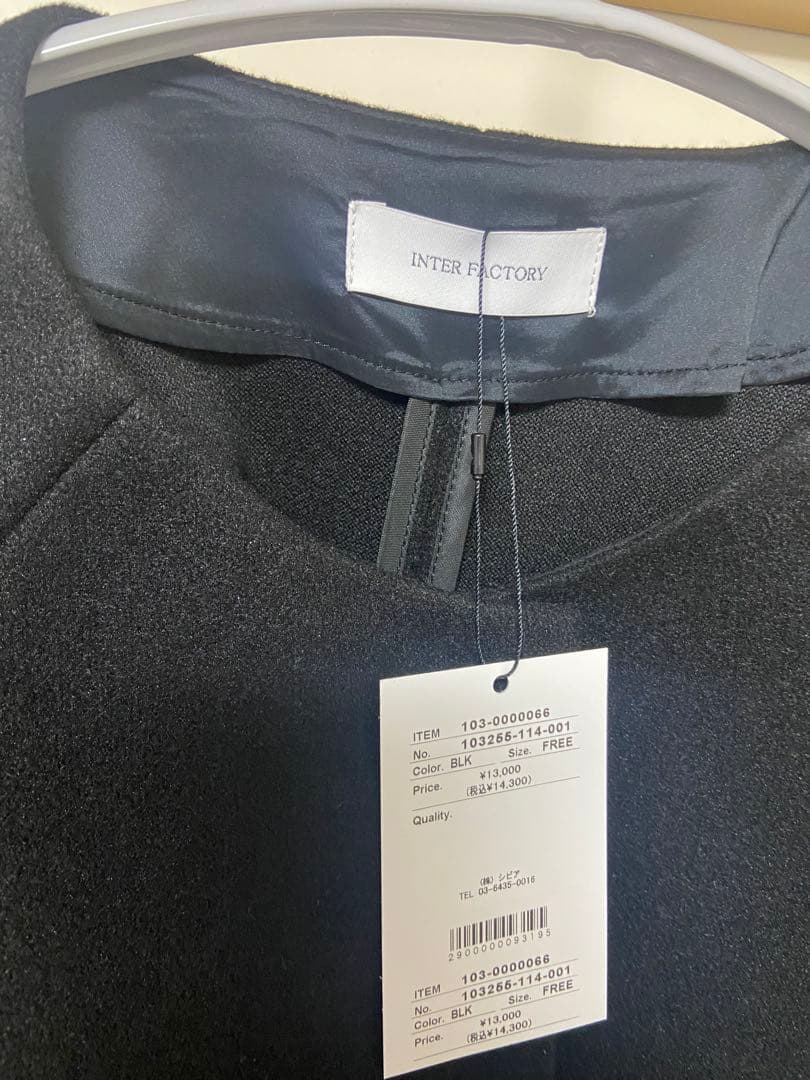 INTER FACTORY
ITEM 103-0000066
No. 103255-114-001
Color. BLK Size. FREE
Price. ¥13,000
(税込¥14,300)
Quality.
(株) シピア
TEL 03-6435-0016
2900000093195
ITEM 103-0000066
No. 103255-114-001
Color. BLK Size. FREE
Price. ¥13,000
(税込¥14,300)